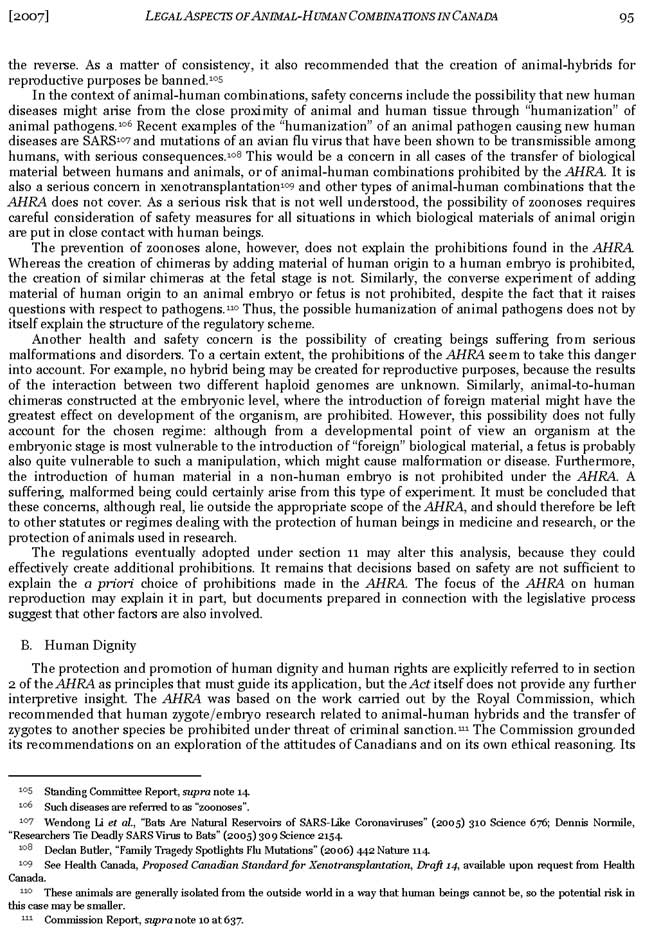 [2007] LEGAL ASPECTS OF ANIMAL-HUMAN COMBINATIONS IN CANADA 95
the reverse. As a matter of consistency, it also recommended that the creation of animal-hybrids for
reproductive purposes be banned.105
In the context of animal-human combinations, safety concerns include the possibility that new human
diseases might arise from the close proximity of animal and human tissue through “humanization” of
animal pathogens.106 Recent examples of the “humanization” of an animal pathogen causing new human
diseases are SARS107 and mutations of an avian flu virus that have been shown to be transmissible among
humans, with serious consequences.108 This would be a concern in all cases of the transfer of biological
material between humans and animals, or of animal-human combinations prohibited by the AHRA. It is
also a serious concern in xenotransplantation109 and other types of animal-human combinations that the
AHRA does not cover. As a serious risk that is not well understood, the possibility of zoonoses requires
careful consideration of safety measures for all situations in which biological materials of animal origin
are put in close contact with human beings.
The prevention of zoonoses alone, however, does not explain the prohibitions found in the AHRA.
Whereas the creation of chimeras by adding material of human origin to a human embryo is prohibited,
the creation of similar chimeras at the fetal stage is not. Similarly, the converse experiment of adding
material of human origin to an animal embryo or fetus is not prohibited, despite the fact that it raises
questions with respect to pathogens.110 Thus, the possible humanization of animal pathogens does not by
itself explain the structure of the regulatory scheme.
Another health and safety concern is the possibility of creating beings suffering from serious
malformations and disorders. To a certain extent, the prohibitions of the AHRA seem to take this danger
into account. For example, no hybrid being may be created for reproductive purposes, because the results
of the interaction between two different haploid genomes are unknown. Similarly, animal-to-human
chimeras constructed at the embryonic level, where the introduction of foreign material might have the
greatest effect on development of the organism, are prohibited. However, this possibility does not fully
account for the chosen regime: although from a developmental point of view an organism at the
embryonic stage is most vulnerable to the introduction of “foreign” biological material, a fetus is probably
also quite vulnerable to such a manipulation, which might cause malformation or disease. Furthermore,
the introduction of human material in a non-human embryo is not prohibited under the AHRA. A
suffering, malformed being could certainly arise from this type of experiment. It must be concluded that
these concerns, although real, lie outside the appropriate scope of the AHRA, and should therefore be left
to other statutes or regimes dealing with the protection of human beings in medicine and research, or the
protection of animals used in research.
The regulations eventually adopted under section 11 may alter this analysis, because they could
effectively create additional prohibitions. It remains that decisions based on safety are not sufficient to
explain the a priori choice of prohibitions made in the AHRA. The focus of the AHRA on human
reproduction may explain it in part, but documents prepared in connection with the legislative process
suggest that other factors are also involved.
B. Human Dignity
The protection and promotion of human dignity and human rights are explicitly referred to in section
2 of the AHRA as principles that must guide its application, but the Act itself does not provide any further
interpretive insight. The AHRA was based on the work carried out by the Royal Commission, which
recommended that human zygote/embryo research related to animal-human hybrids and the transfer of
zygotes to another species be prohibited under threat of criminal sanction.111 The Commission grounded
its recommendations on an exploration of the attitudes of Canadians and on its own ethical reasoning. Its
105 Standing Committee Report, supra note 14.
106 Such diseases are referred to as “zoonoses”.
107 Wendong Li et al., “Bats Are Natural Reservoirs of SARS-Like Coronaviruses” (2005) 310 Science 676; Dennis Normile,
“Researchers Tie Deadly SARS Virus to Bats” (2005) 309 Science 2154.
108 Declan Butler, “Family Tragedy Spotlights Flu Mutations” (2006) 442 Nature 114.
109 See Health Canada, Proposed Canadian Standard for Xenotransplantation, Draft 14, available upon request from Health
Canada.
110 These animals are generally isolated from the outside world in a way that human beings cannot be, so the potential risk in
this case may be smaller.
111 Commission Report, supra note 10 at 637.